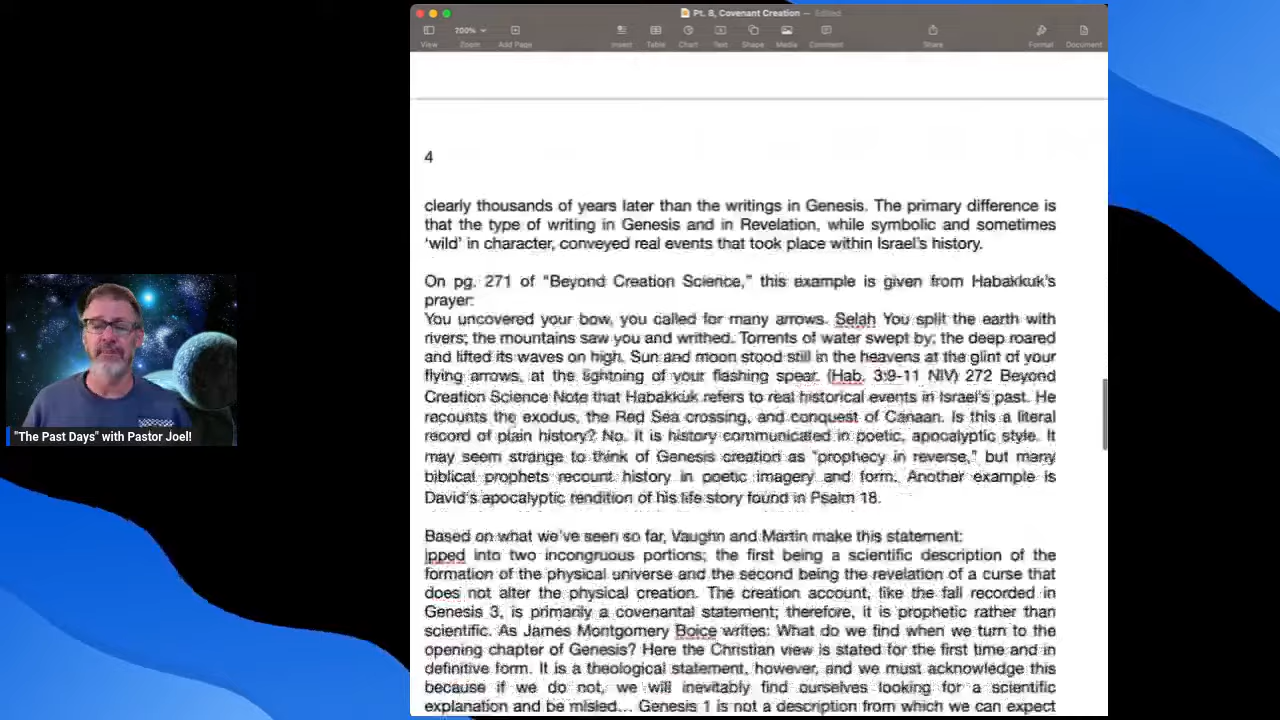 Pt. 8, Covenant Creation — Edited
200%
View
Zoom
Add Page
Insert
Table
Chart
Text
Shape
Media
Comment
Share
Format
Document
4
clearly thousands of years later than the writings in Genesis. The primary difference is
that the type of writing in Genesis and in Revelation, while symbolic and sometimes
‘wild’ in character, conveyed real events that took place within Israel’s history.
On pg. 271 of “Beyond Creation Science,” this example is given from Habakkuk’s
prayer:
You uncovered your bow, you called for many arrows. Selah You split the earth with
rivers; the mountains saw you and writhed. Torrents of water swept by; the deep roared
and lifted its waves on high. Sun and moon stood still in the heavens at the glint of your
flying arrows, at the lightning of your flashing spear. (Hab. 3:9-11 NIV) 272 Beyond
Creation Science Note that Habakkuk refers to real historical events in Israel’s past. He
recounts the exodus, the Red Sea crossing, and conquest of Canaan. Is this a literal
record of plain history? No. It is history communicated in poetic, apocalyptic style. It
may seem strange to think of Genesis creation as “prophecy in reverse,” but many
biblical prophets recount history in poetic imagery and form. Another example is
David’s apocalyptic rendition of his life story found in Psalm 18.
Based on what we’ve seen so far, Vaughn and Martin make this statement:
ipped into two incongruous portions; the first being a scientific description of the
formation of the physical universe and the second being the revelation of a curse that
does not alter the physical creation. The creation account, like the fall recorded in
Genesis 3, is primarily a covenantal statement; therefore, it is prophetic rather than
scientific. As James Montgomery Boice writes: What do we find when we turn to the
opening chapter of Genesis? Here the Christian view is stated for the first time and in
definitive form. It is a theological statement, however, and we must acknowledge this
because if we do not, we will inevitably find ourselves looking for a scientific
explanation and be misled... Genesis 1 is not a description from which we can expect
"The Past Days" with Pastor Joel!